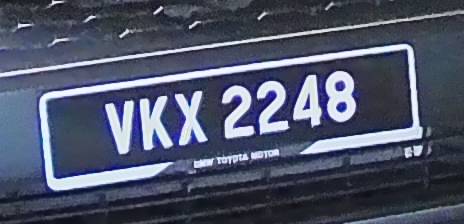 VKX 2248
UMW TOYOTA MOTOR